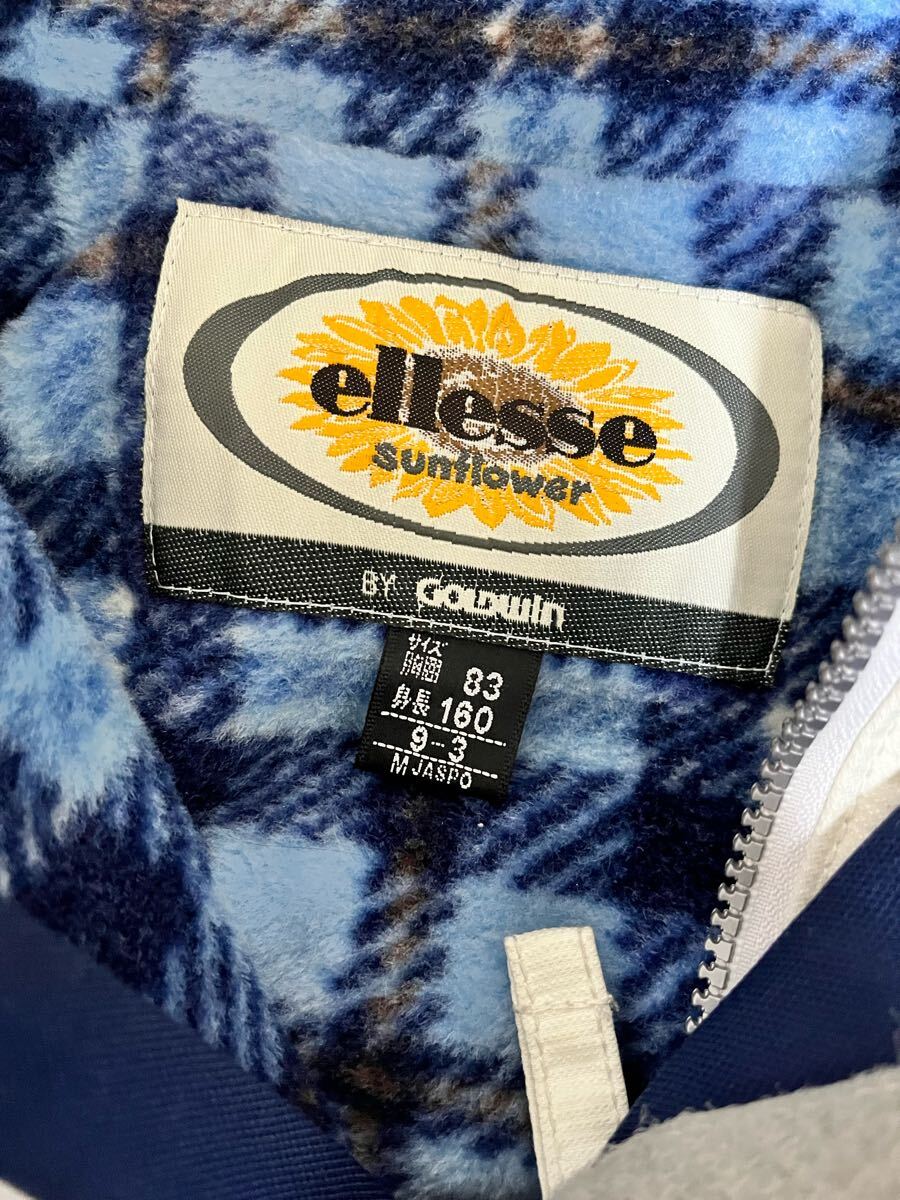 ellesse
sunflower
BY GOLDWIN
サイズ
胸囲 83
身長 160
9-3
M JASPO